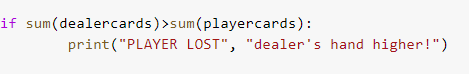 if sum(dealercards)>sum(playercards):
        print("PLAYER LOST", "dealer's hand higher!")